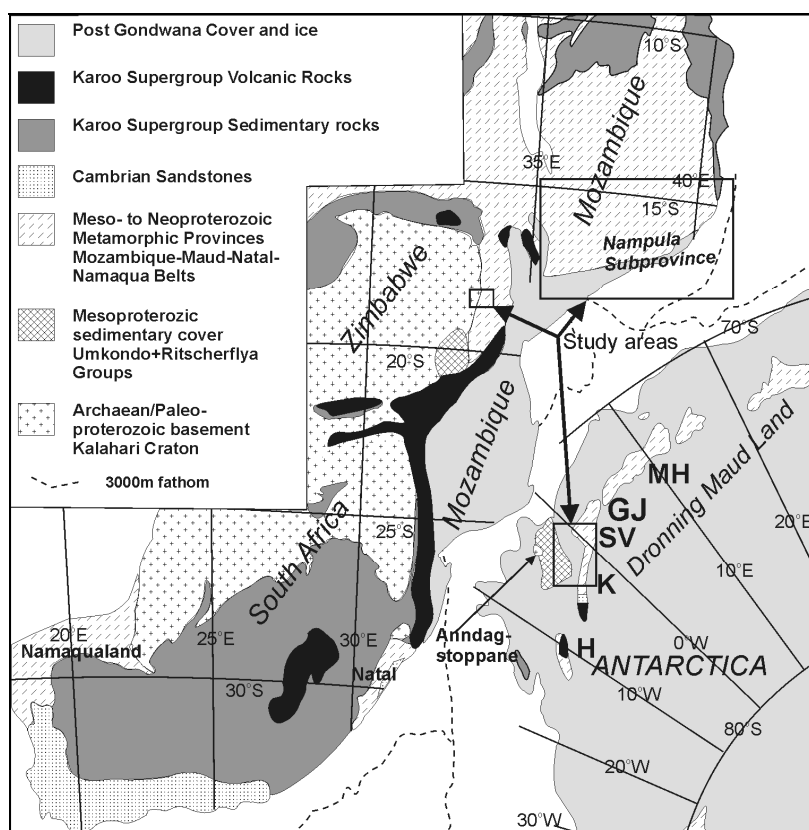 Post Gondwana Cover and ice
Karoo Supergroup Volcanic Rocks
Karoo Supergroup Sedimentary rocks
Cambrian Sandstones
Meso- to Neoproterozoic
Metamorphic Provinces
Mozambique-Maud-Natal-
Namaqua Belts
Mesoproterozic
sedimentary cover
Umkondo+Ritscherflya
Groups
Archaean/Paleo-
proterozoic basement
Kalahari Craton
3000m fathom
10°S
Mozambique
35°E
40°E
15°S
Nampula
Subprovince
Zimbabwe
Study areas
70°S
20°S
Mozambique
MH
GJ
SV
K
H
Dronning Maud Land
20°E
10°E
25°S
South Africa
20°E
25°E
30°E
Namaqualand
Natal
30°S
Anndag-
stoppane
0°W
ANTARCTICA
10°W
80°S
20°W
30°W